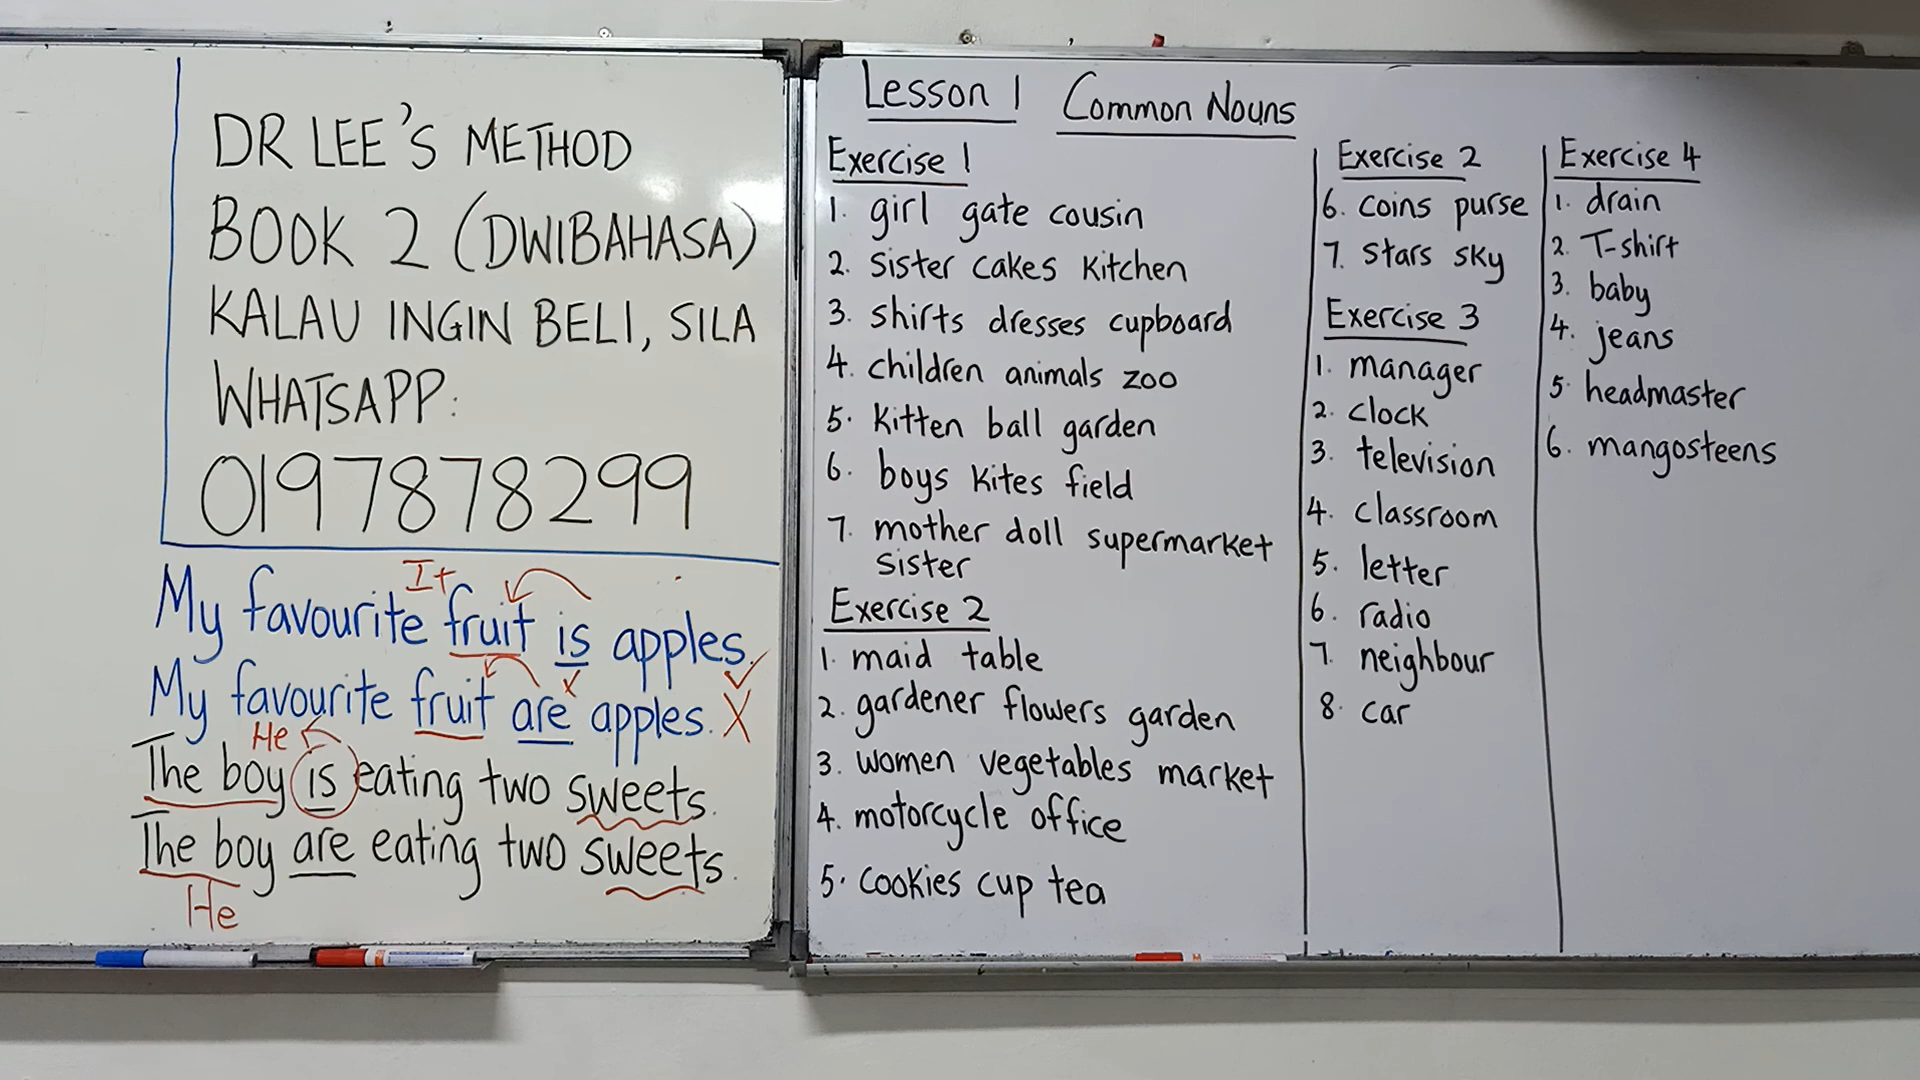 DR LEE'S METHOD
BOOK 2 (DWIBAHASA)
KALAU INGIN BELI, SILA
WHATSAPP:
0197878299
It
My favourite fruit is apples. ✓
x
My favourite fruit are apples. X
He
The boy is eating two sweets.
The boy are eating two sweets.
He
Lesson 1 Common Nouns
Exercise 1
1. girl gate cousin
2. sister cakes kitchen
3. shirts dresses cupboard
4. children animals zoo
5. kitten ball garden
6. boys kites field
7. mother doll supermarket
sister
Exercise 2
1. maid table
2. gardener flowers garden
3. women vegetables market
4. motorcycle office
5. cookies cup tea
Exercise 2
6. coins purse
7. stars sky
Exercise 3
1. manager
2. clock
3. television
4. classroom
5. letter
6. radio
7. neighbour
8. car
Exercise 4
1. drain
2. T-shirt
3. baby
4. jeans
5. headmaster
6. mangosteens